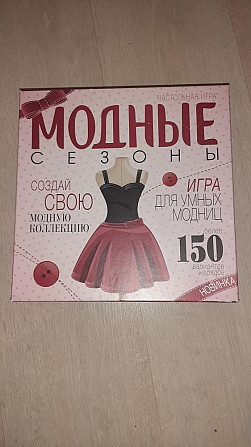 НАСТОЛЬНАЯ ИГРА
МОДНЫЕ
СЕЗОНЫ
СОЗДАЙ
СВОЮ
МОДНУЮ
КОЛЛЕКЦИЮ
ИГРА
ДЛЯ УМНЫХ
МОДНИЦ
более
150
вариантов
нарядов
НОВИНКА